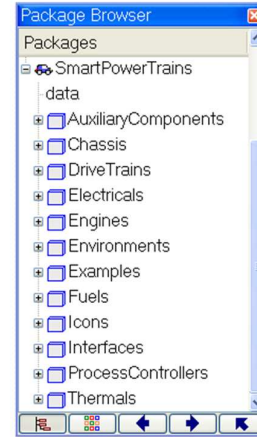 Package Browser
Packages
SmartPowerTrains
data
AuxiliaryComponents
Chassis
DriveTrains
Electricals
Engines
Environments
Examples
Fuels
Icons
Interfaces
ProcessControllers
Thermals